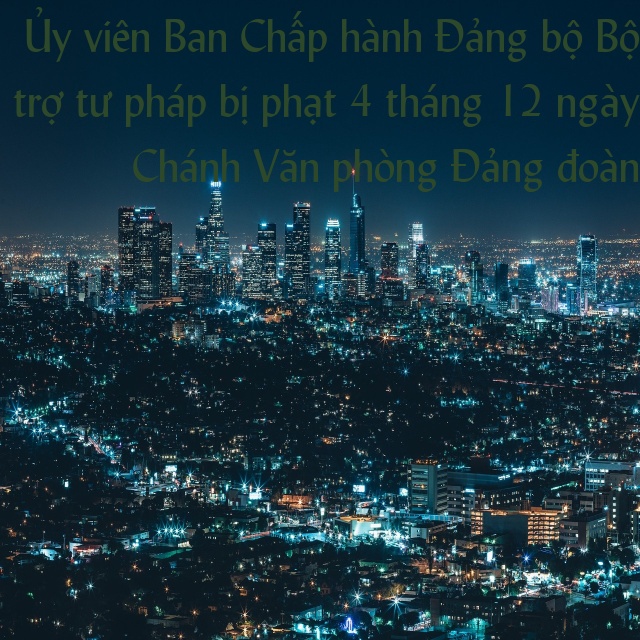 Ủy viên Ban Chấp hành Đảng bộ Bộ
trợ tư pháp bị phạt 4 tháng 12 ngày
Chánh Văn phòng Đảng đoàn